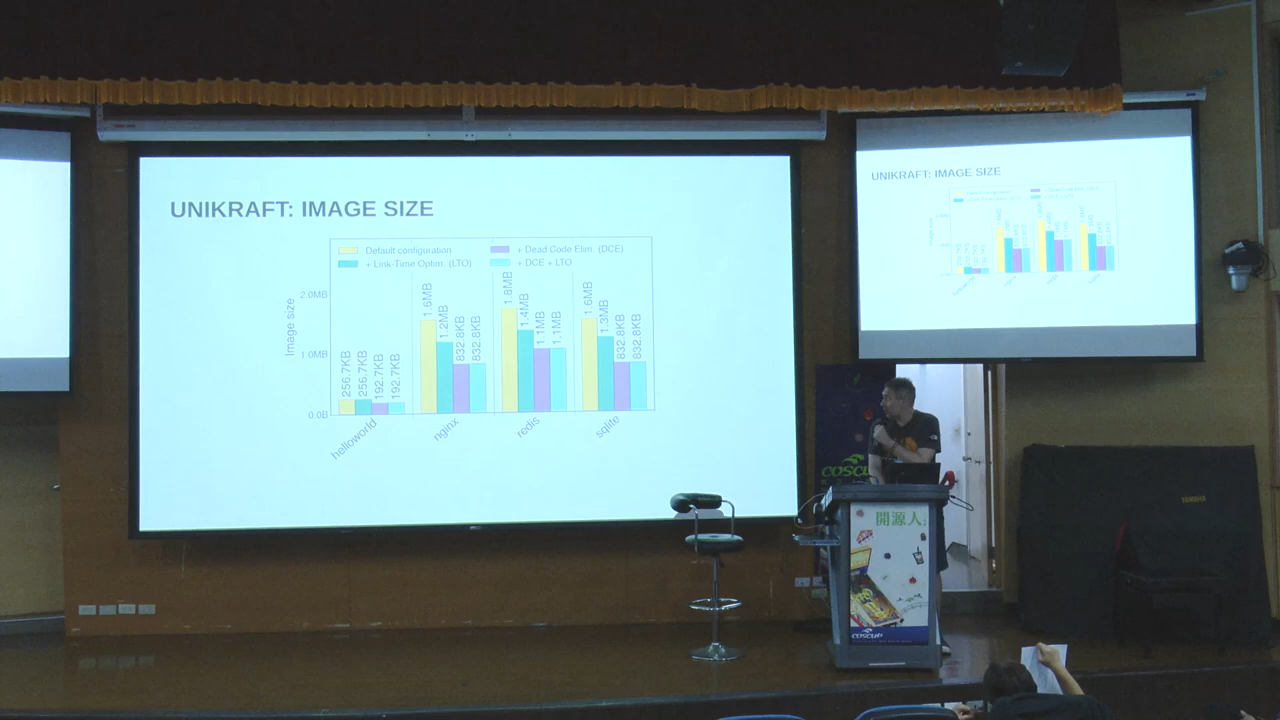 UNIKRAFT: IMAGE SIZE
Default configuration
+ Link-Time Optim. (LTO)
+ Dead Code Elim. (DCE)
+ DCE + LTO
Image size
2.0MB
1.0MB
0.0B
256.7KB
256.7KB
192.7KB
192.7KB
1.6MB
1.2MB
832.8KB
832.8KB
1.8MB
1.4MB
1.1MB
1.1MB
1.6MB
1.3MB
832.8KB
832.8KB
helloworld
nginx
redis
sqlite
UNIKRAFT: IMAGE SIZE
YAMAHA
開源人
COSCUP